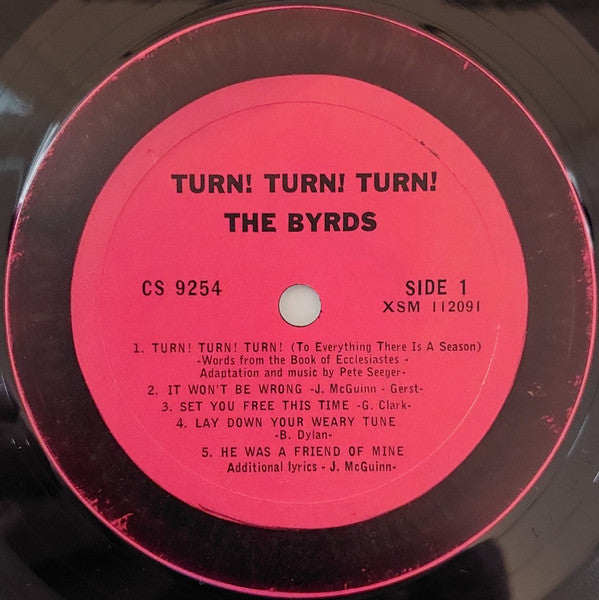 TURN! TURN! TURN!
THE BYRDS
CS 9254
SIDE 1
XSM 112091
1. TURN! TURN! TURN! (To Everything There Is A Season)
-Words from the Book of Ecclesiastes -
Adaptation and music by Pete Seeger-
2. IT WON'T BE WRONG -J. McGuinn - Gerst-
3. SET YOU FREE THIS TIME -G. Clark-
4. LAY DOWN YOUR WEARY TUNE
-B. Dylan-
5. HE WAS A FRIEND OF MINE
Additional lyrics - J. McGuinn-